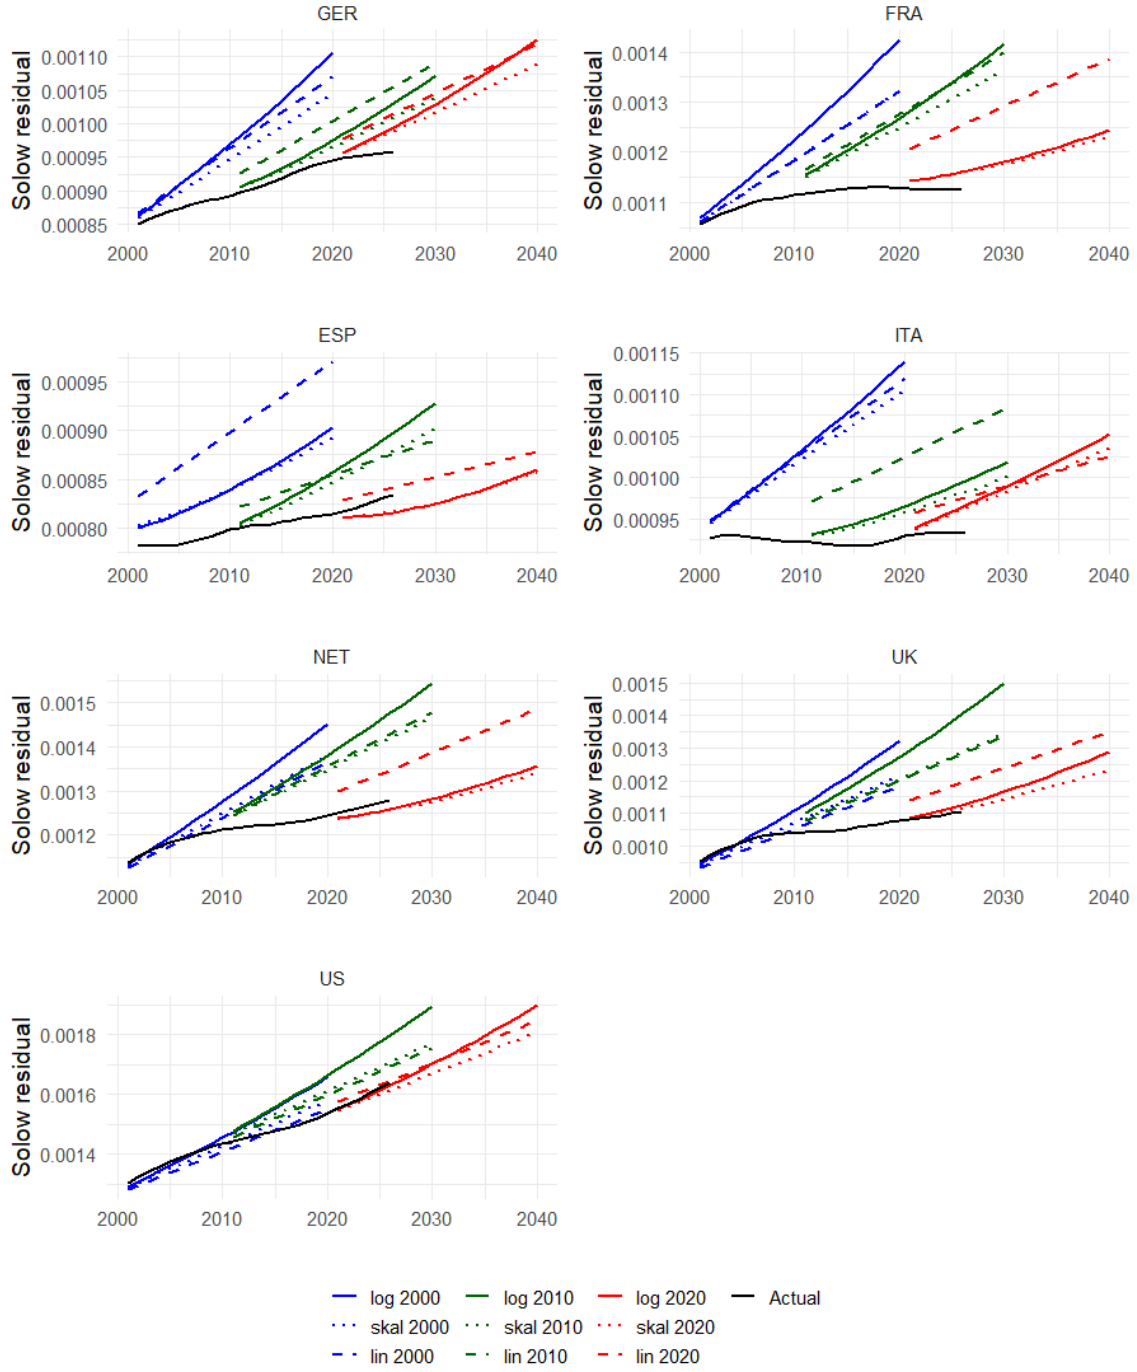 GER
Solow residual
0.00110
0.00105
0.00100
0.00095
0.00090
0.00085
2000 2010 2020 2030 2040
FRA
Solow residual
0.0014
0.0013
0.0012
0.0011
2000 2010 2020 2030 2040
ESP
Solow residual
0.00095
0.00090
0.00085
0.00080
2000 2010 2020 2030 2040
ITA
Solow residual
0.00115
0.00110
0.00105
0.00100
0.00095
2000 2010 2020 2030 2040
NET
Solow residual
0.0015
0.0014
0.0013
0.0012
2000 2010 2020 2030 2040
UK
Solow residual
0.0015
0.0014
0.0013
0.0012
0.0011
0.0010
2000 2010 2020 2030 2040
US
Solow residual
0.0018
0.0016
0.0014
2000 2010 2020 2030 2040
log 2000 log 2010 log 2020 Actual
skal 2000 skal 2010 skal 2020
lin 2000 lin 2010 lin 2020